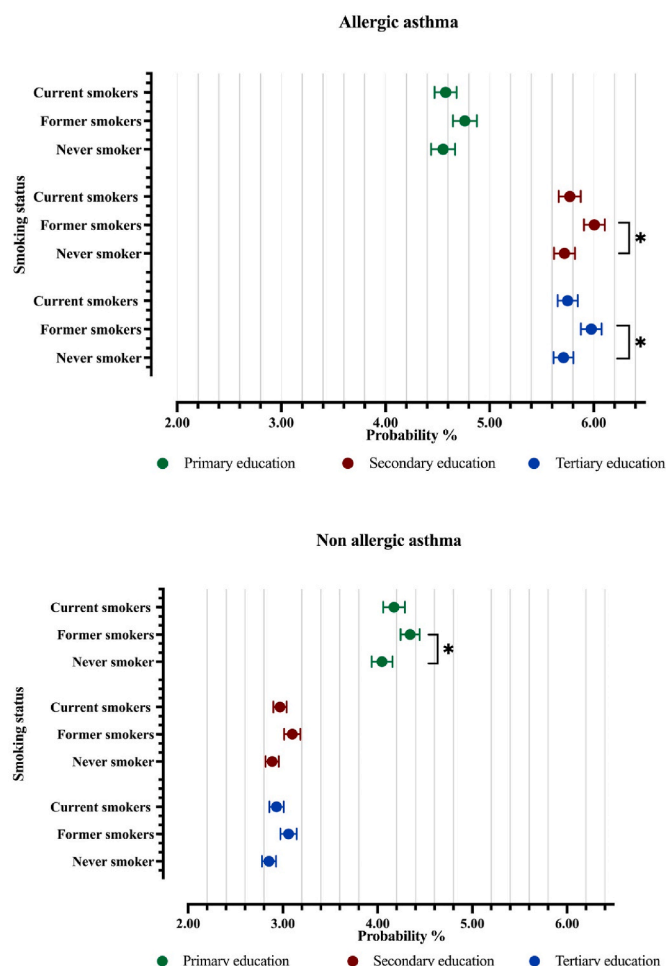 Allergic asthma
Smoking status
Current smokers
Former smokers
Never smoker
Current smokers
Former smokers *
Never smoker
Current smokers
Former smokers *
Never smoker
2.00 3.00 4.00 5.00 6.00
Probability %
Primary education Secondary education Tertiary education
Non allergic asthma
Smoking status
Current smokers
Former smokers *
Never smoker
Current smokers
Former smokers
Never smoker
Current smokers
Former smokers
Never smoker
2.00 3.00 4.00 5.00 6.00
Probability %
Primary education Secondary education Tertiary education